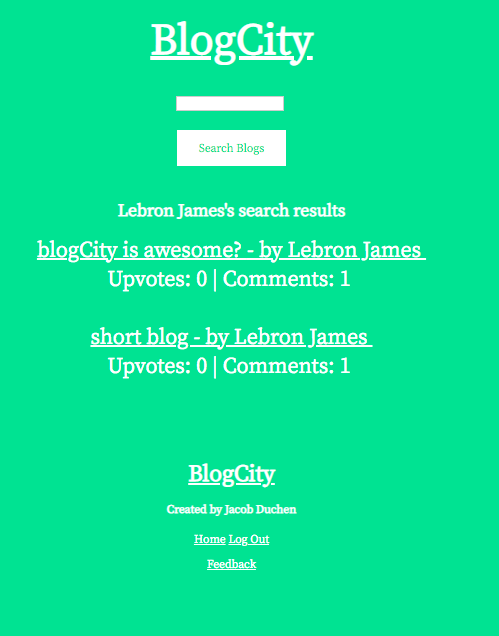 BlogCity
Search Blogs
Lebron James's search results
blogCity is awesome? - by Lebron James
Upvotes: 0 | Comments: 1
short blog - by Lebron James
Upvotes: 0 | Comments: 1
BlogCity
Created by Jacob Duchen
Home Log Out
Feedback